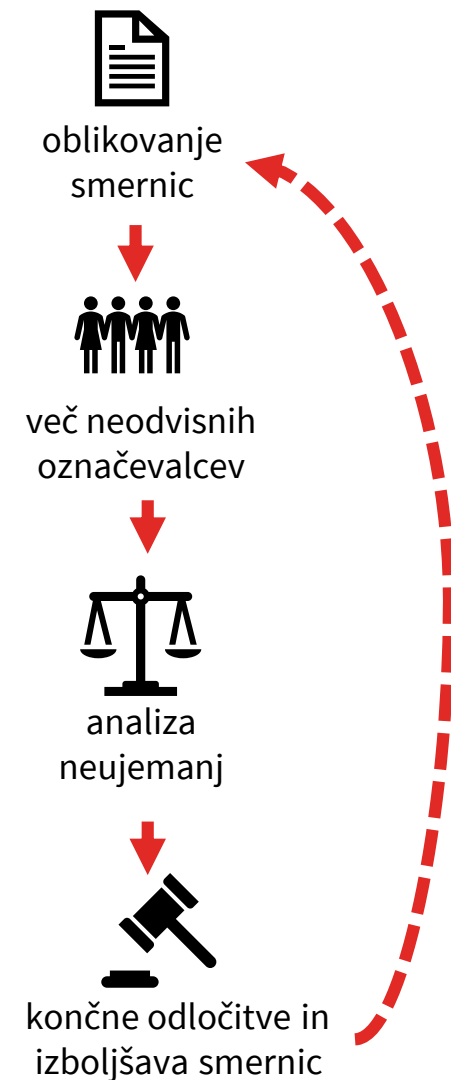 oblikovanje
smernic
več neodvisnih
označevalcev
analiza
neujemanj
končne odločitve in
izboljšava smernic